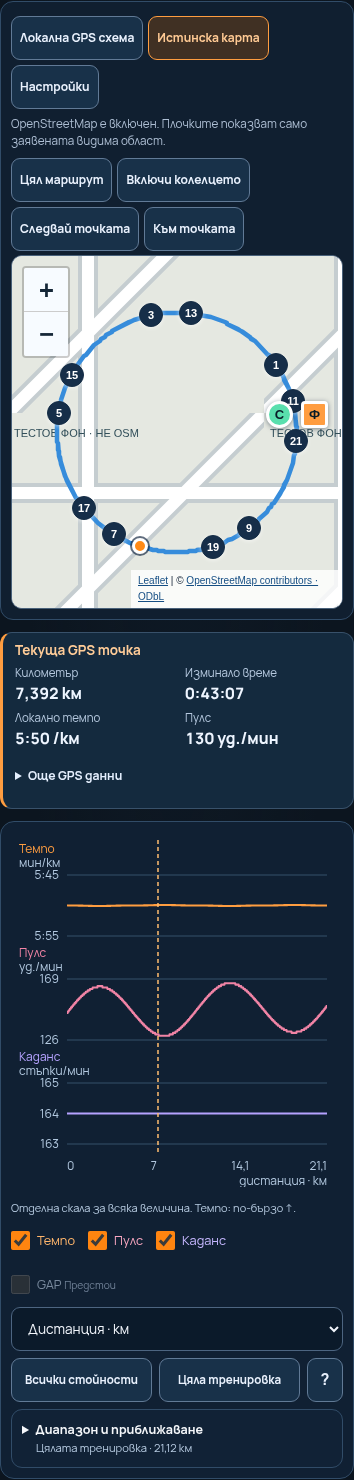 Локална GPS схема
Истинска карта
Настройки
OpenStreetMap е включен. Плочките показват само
заявената видима област.
Цял маршрут
Включи колелцето
Следвай точката
Към точката
+
−
3
13
1
15
11
С
Ф
5
21
ТЕСТОВ ФОН · НЕ OSM
ТЕСТОВ ФОН
17
9
7
19
Leaflet | © OpenStreetMap contributors ·
ODbL
Текуща GPS точка
Километър
Изминало време
7,392 км
0:43:07
Локално темпо
Пулс
5:50 /км
130 уд./мин
▶ Още GPS данни
Темпо
мин/км
5:45
5:55
Пулс
уд./мин
169
126
Каданс
стъпки/мин
165
164
163
0
7
14,1
21,1
дистанция · км
Отделна скала за всяка величина. Темпо: по-бързо ↑.
Темпо
Пулс
Каданс
GAP Предстои
Дистанция · км
Всички стойности
Цяла тренировка
?
▶ Диапазон и приближаване
Цялата тренировка · 21,12 км